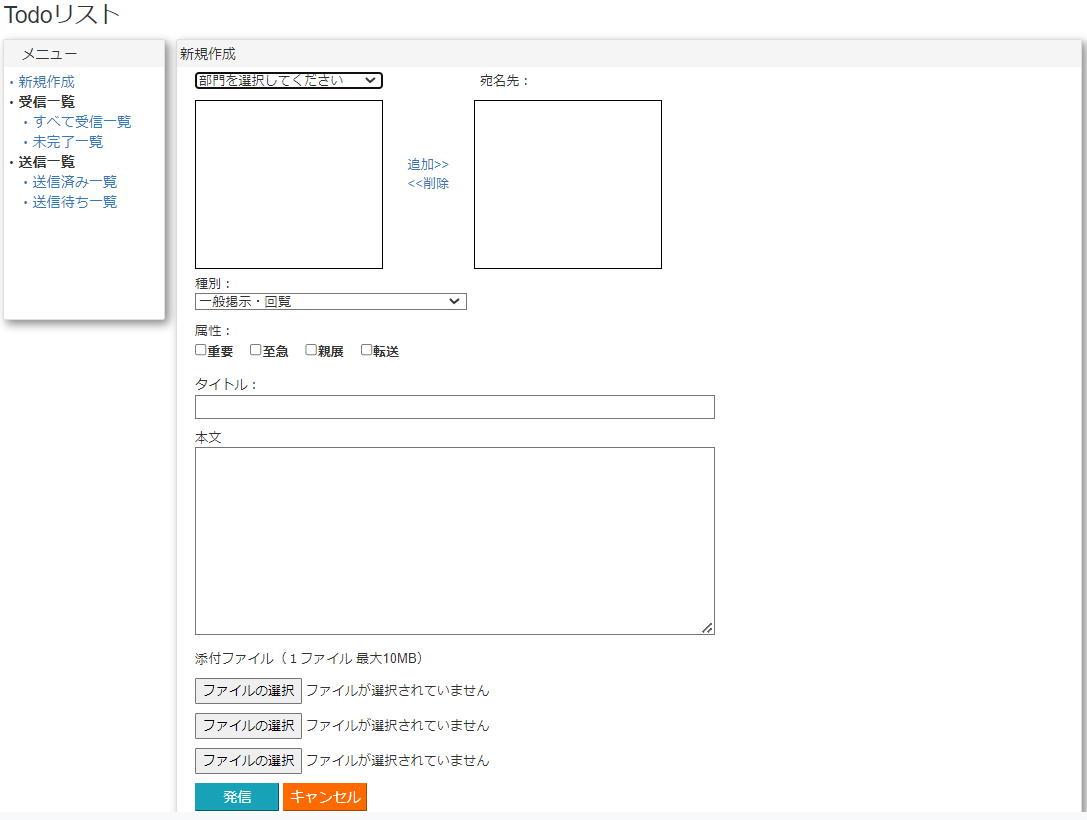 Todoリスト
メニュー
・新規作成
・受信一覧
・すべて受信一覧
・未完了一覧
・送信一覧
・送信済み一覧
・送信待ち一覧
新規作成
部門を選択してください
宛名先：
追加>>
<<削除
種別：
一般掲示・回覧
属性：
重要 至急 親展 転送
タイトル：
本文
添付ファイル（１ファイル 最大10MB）
ファイルの選択 ファイルが選択されていません
ファイルの選択 ファイルが選択されていません
ファイルの選択 ファイルが選択されていません
発信 キャンセル